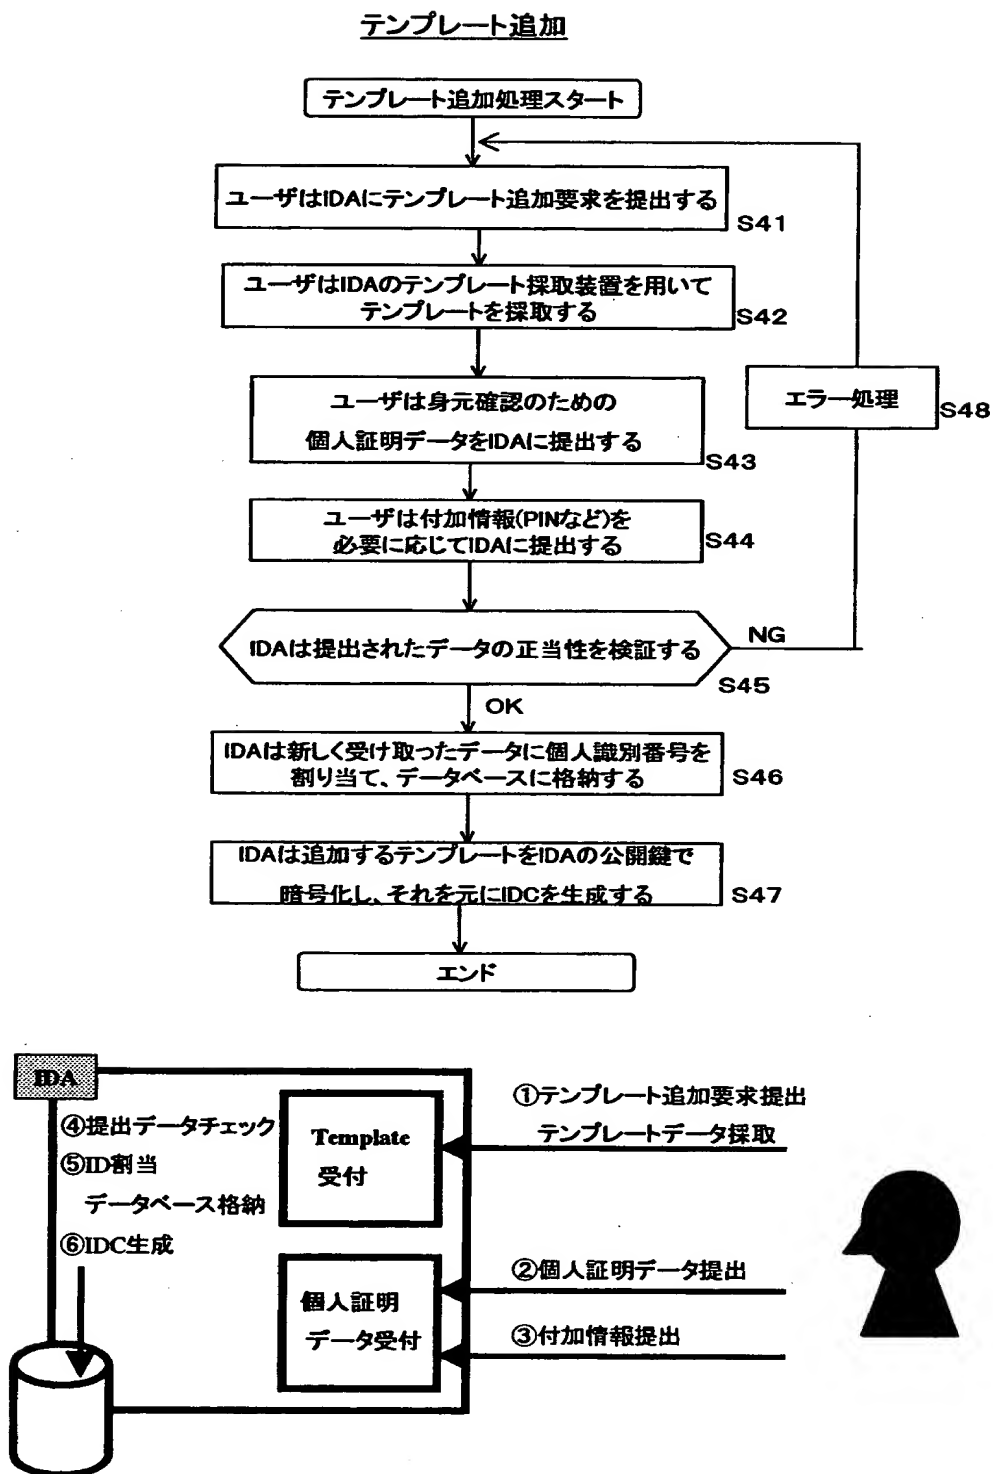 テンプレート追加
テンプレート追加処理スタート
ユーザはIDAにテンプレート追加要求を提出する
S41
ユーザはIDAのテンプレート採取装置を用いて
テンプレートを採取する
S42
ユーザは身元確認のための
個人証明データをIDAに提出する
S43
エラー処理
S48
ユーザは付加情報(PINなど)を
必要に応じてIDAに提出する
S44
IDAは提出されたデータの正当性を検証する
NG
S45
OK
IDAは新しく受け取ったデータに個人識別番号を
割り当て、データベースに格納する
S46
IDAは追加するテンプレートをIDAの公開鍵で
暗号化し、それを元にIDCを生成する
S47
エンド
IDA
④提出データチェック
⑤ID割当
データベース格納
⑥IDC生成
Template
受付
①テンプレート追加要求提出
テンプレートデータ採取
個人証明
データ受付
②個人証明データ提出
③付加情報提出